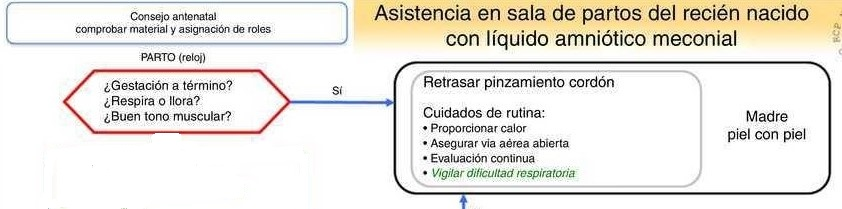 Consejo antenatal
comprobar material y asignación de roles
Asistencia en sala de partos del recién nacido
con líquido amniótico meconial
PARTO (reloj)
¿Gestación a término?
¿Respira o llora?
¿Buen tono muscular?
Sí
Retrasar pinzamiento cordón
Cuidados de rutina:
• Proporcionar calor
• Asegurar vía aérea abierta
• Evaluación continua
• Vigilar dificultad respiratoria
Madre
piel con piel
RCP